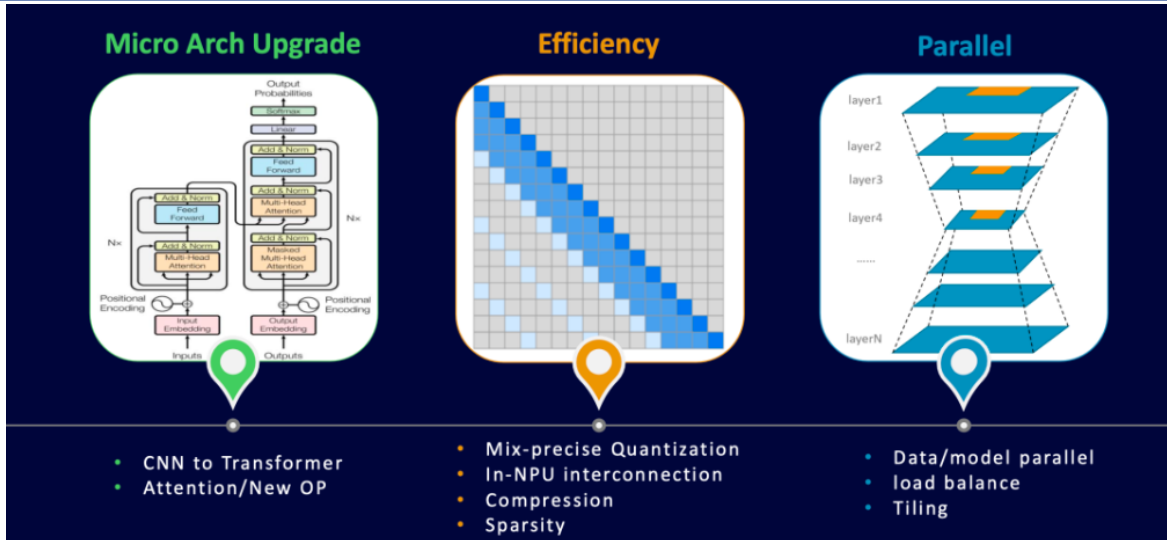 Micro Arch Upgrade
Output
Probabilities
Softmax
Linear
Add & Norm
Feed
Forward
Add & Norm
Multi-Head
Attention
Add & Norm
Feed
Forward
Nx
Nx
Add & Norm
Multi-Head
Attention
Add & Norm
Masked
Multi-Head
Attention
Positional
Encoding
Positional
Encoding
Input
Embedding
Output
Embedding
Inputs
Outputs
• CNN to Transformer
• Attention/New OP
Efficiency
• Mix-precise Quantization
• In-NPU interconnection
• Compression
• Sparsity
Parallel
layer1
layer2
layer3
layer4
......
layerN
• Data/model parallel
• load balance
• Tiling